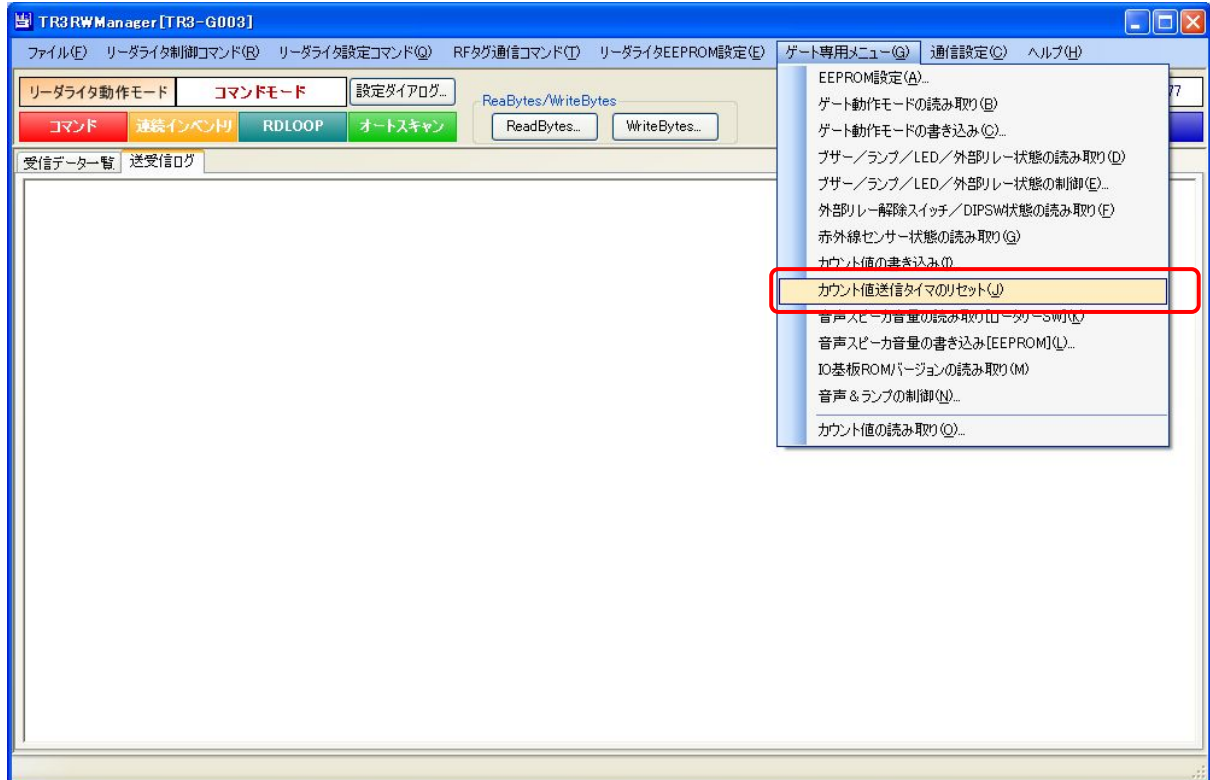 TR3RWManager[TR3-G003]
ファイル(F) リーダライタ制御コマンド(R) リーダライタ設定コマンド(Q) RFタグ通信コマンド(T) リーダライタEEPROM設定(E) ゲート専用メニュー(G) 通信設定(C) ヘルプ(H)
リーダライタ動作モード コマンドモード 設定ダイアログ... ReaBytes/WriteBytes
コマンド 連続インベントリ RDLOOP オートスキャン ReadBytes... WriteBytes...
受信データ一覧 送受信ログ
EEPROM設定(A)...
ゲート動作モードの読み取り(B)
ゲート動作モードの書き込み(C)...
ブザー/ランプ/LED/外部リレー状態の読み取り(D)
ブザー/ランプ/LED/外部リレー状態の制御(E)...
外部リレー解除スイッチ/DIPSW状態の読み取り(F)
赤外線センサー状態の読み取り(G)
カウント値の書き込み(I)
カウント値送信タイマのリセット(J)
音声スピーカ音量の読み取り[ロータリーSW](K)
音声スピーカ音量の書き込み[EEPROM](L)...
IO基板ROMバージョンの読み取り(M)
音声&ランプの制御(N)...
カウント値の読み取り(O)...